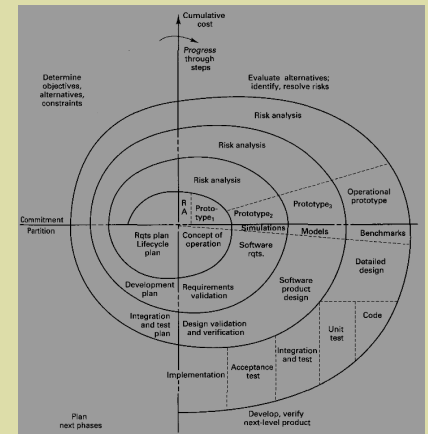 Cumulative
cost
Progress
through
steps
Determine
objectives,
alternatives,
constraints
Evaluate alternatives;
identify, resolve risks
Risk analysis
Risk analysis
Risk analysis
R
A
Proto-
type₁
Prototype₂
Prototype₃
Operational
prototype
Commitment
Partition
Simulations
Models
Benchmarks
Rqts plan
Lifecycle
plan
Concept of
operation
Software
rqts.
Detailed
design
Development
plan
Requirements
validation
Software
product
design
Integration
and test
plan
Design validation
and verification
Code
Unit
test
Integration
and test
Acceptance
test
Implementation
Plan
next phases
Develop, verify
next-level product